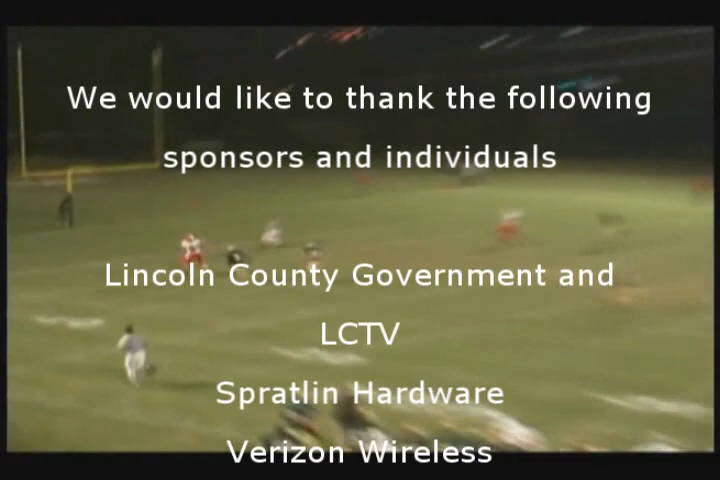 We would like to thank the following
sponsors and individuals
Lincoln County Government and
LCTV
Spratlin Hardware
Verizon Wireless